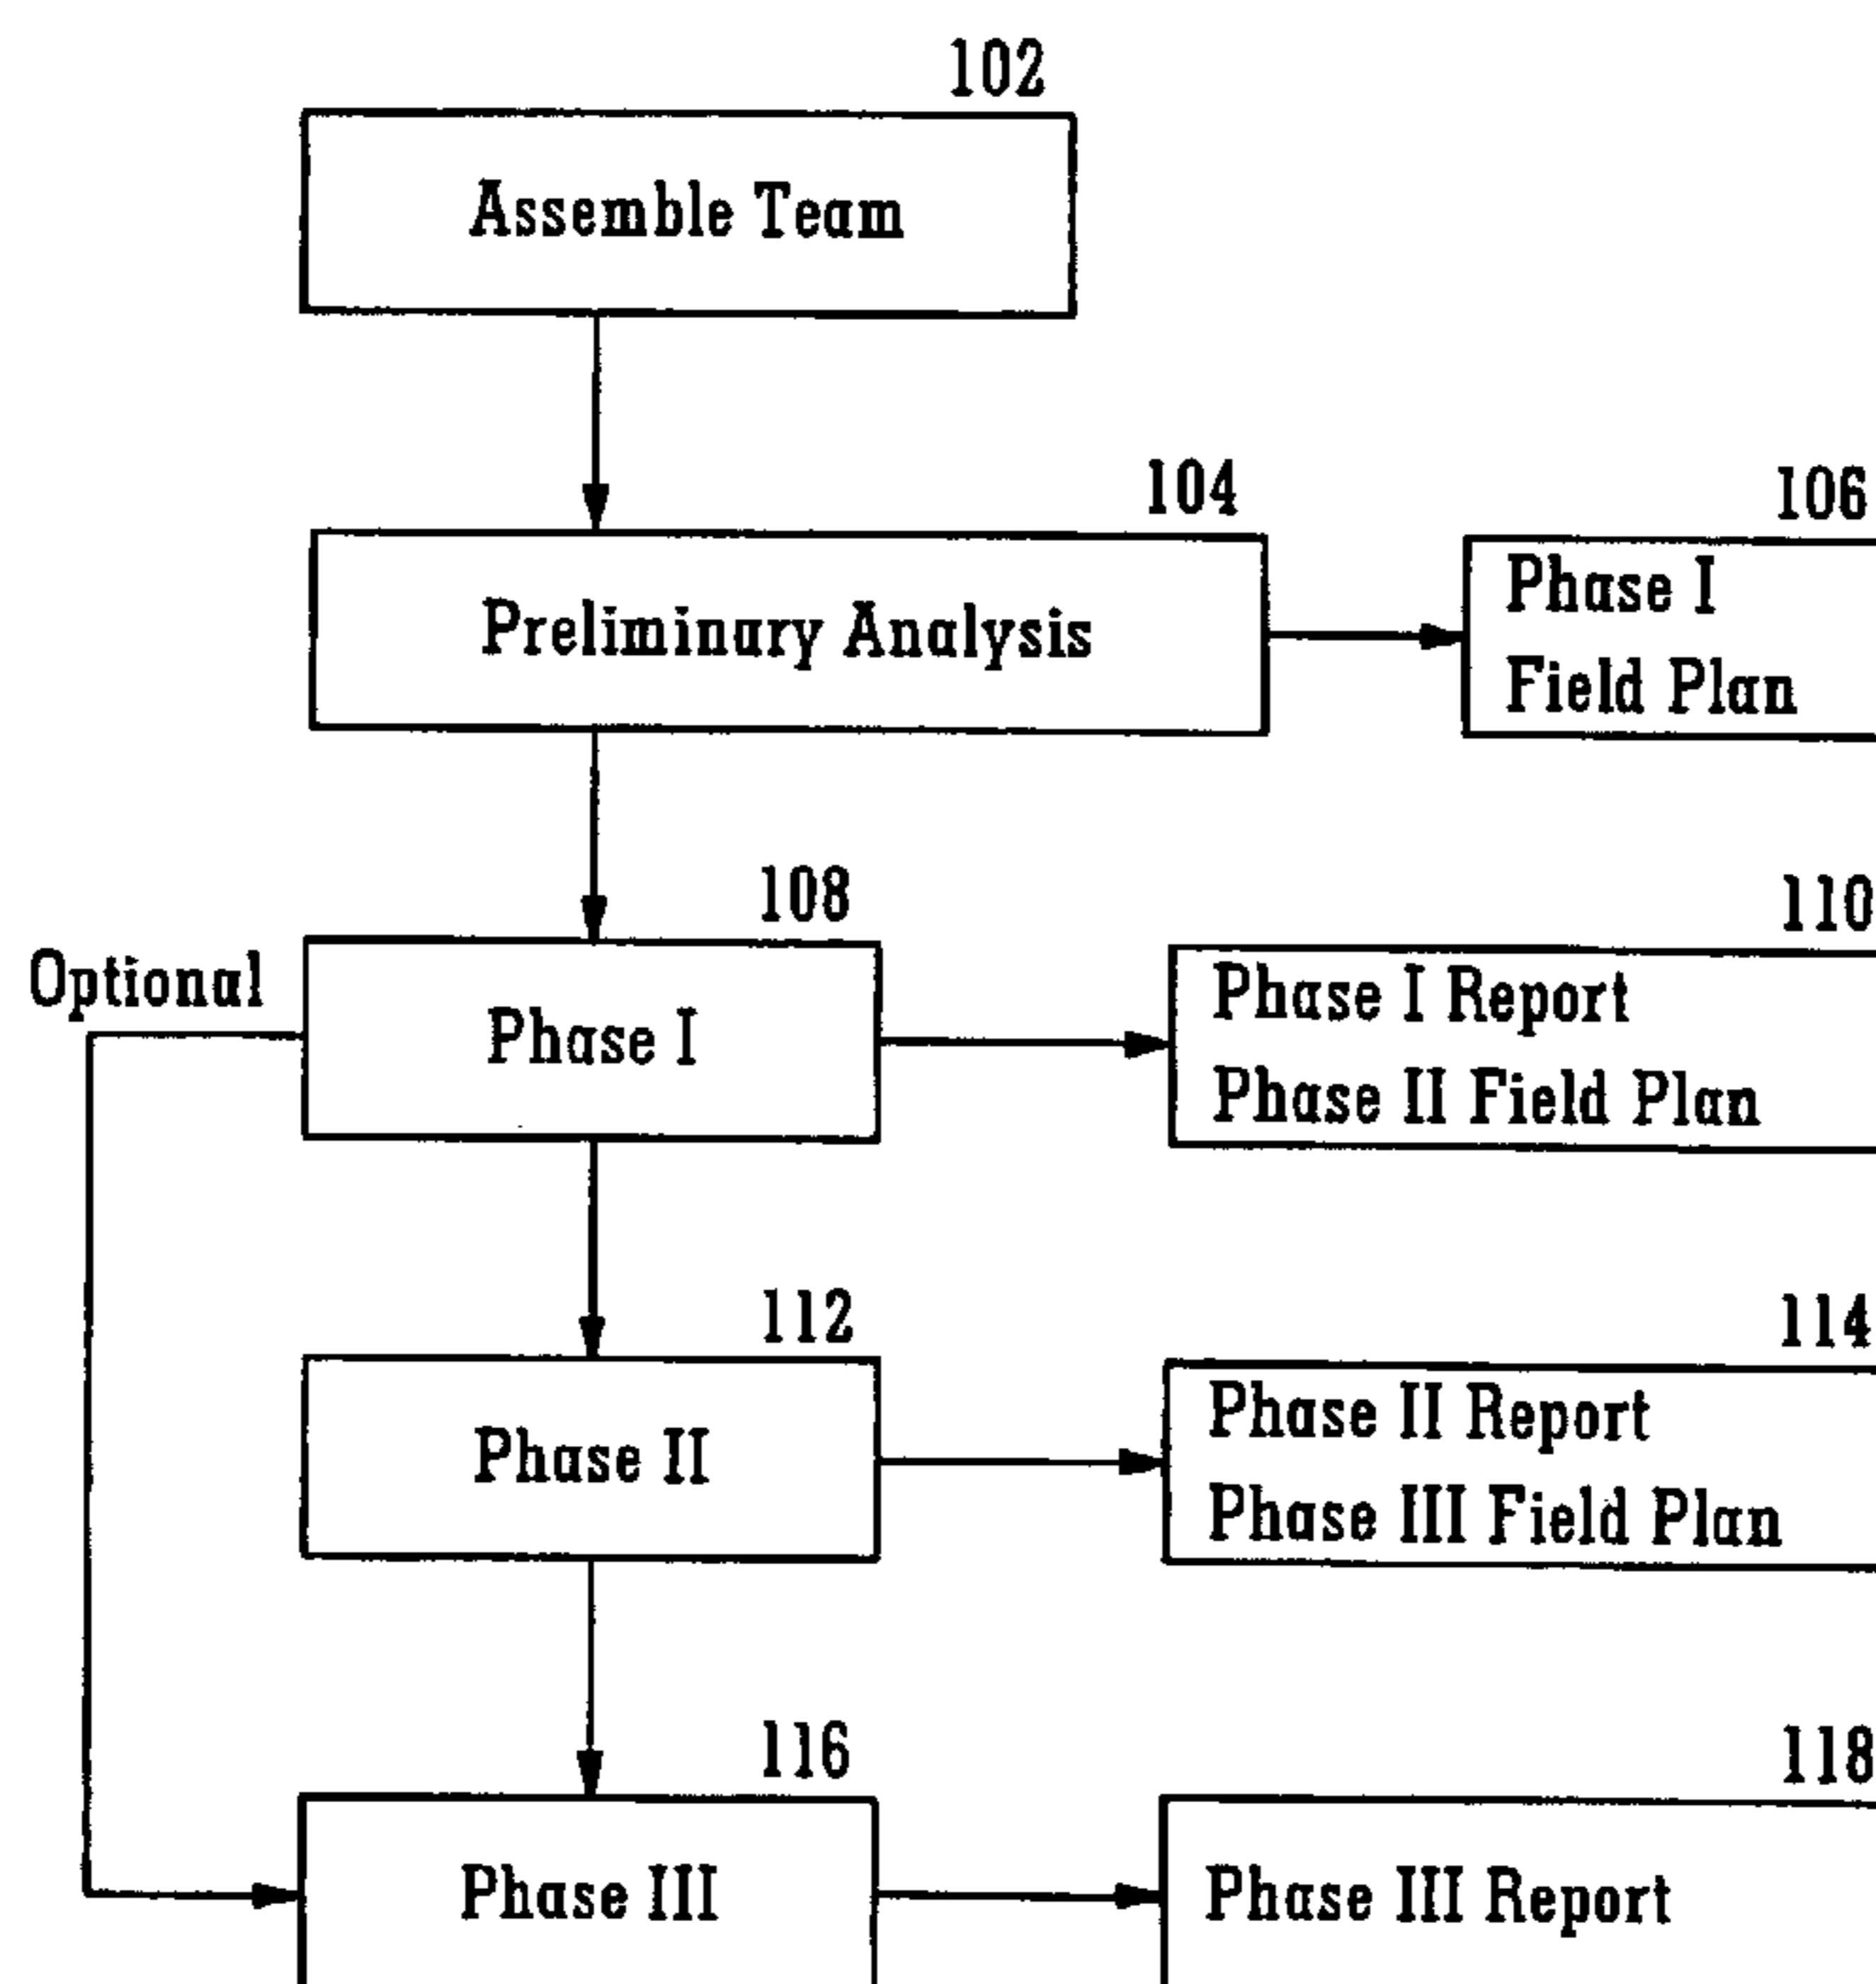 102
Assemble Team
104
Preliminary Analysis
106
Phase I
Field Plan
108
Optional
Phase I
110
Phase I Report
Phase II Field Plan
112
Phase II
114
Phase II Report
Phase III Field Plan
116
Phase III
118
Phase III Report